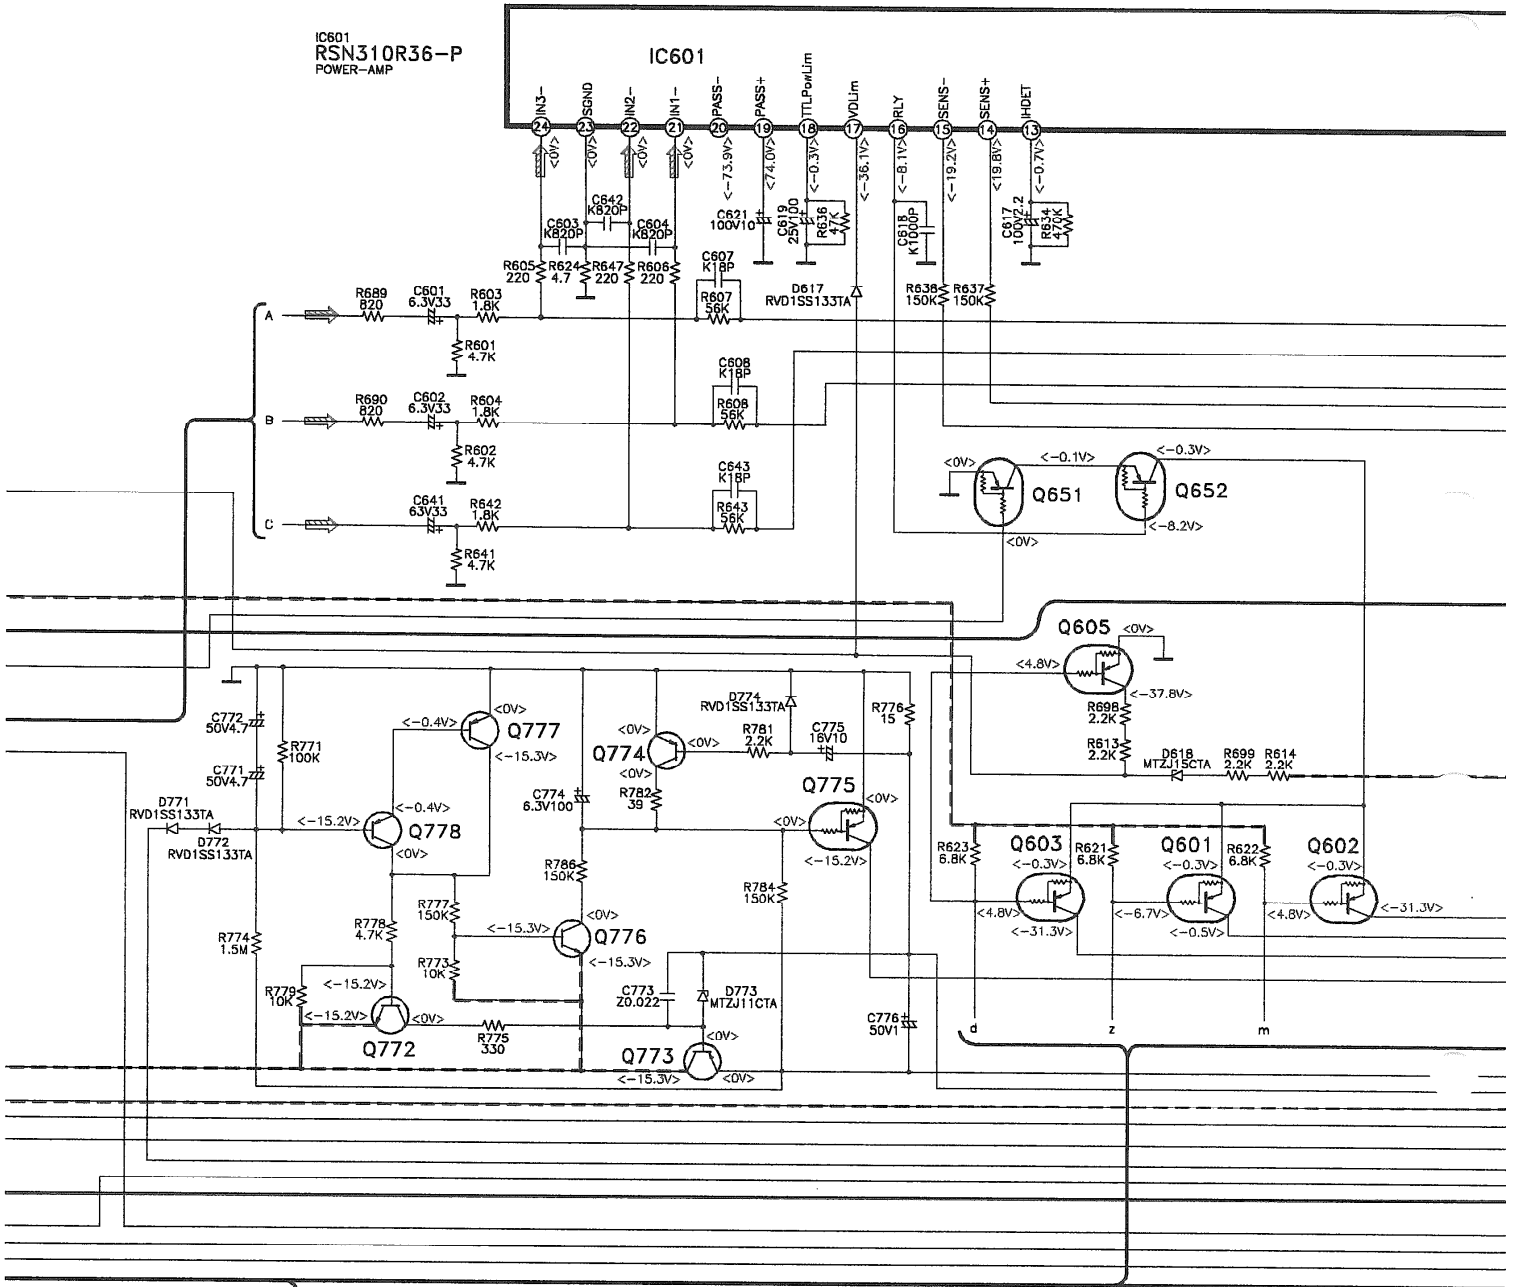 IC601
RSN310R36-P
POWER-AMP
IC601
IN3-
SGND
IN2-
IN1-
PASS-
PASS+
TTLPowLim
VDLim
RLY
SENS-
SENS+
IHDET
24
23
22
21
20
19
18
17
16
15
14
13
<0V>
<0V>
<0V>
<0V>
<-73.9V>
<74.0V>
<-0.3V>
<-36.1V>
<-8.1V>
<-19.2V>
<19.8V>
<-0.7V>
C642
K820P
C603
K820P
C604
K820P
C621
100V10
C619
25V100
R636
47K
C618
K1000P
C617
100V2.2
R634
470K
R605
220
R624
4.7
R647
220
R606
220
C607
K18P
R607
56K
D617
RVD1SS133TA
R638
150K
R637
150K
A
R689
820
C601
6.3V33
R603
1.8K
R601
4.7K
C608
K18P
R608
56K
B
R690
820
C602
6.3V33
R604
1.8K
R602
4.7K
C643
K18P
R643
56K
C
C641
63V33
R642
1.8K
R641
4.7K
<0V>
Q651
<-0.1V>
<0V>
<-0.3V>
Q652
<-8.2V>
Q605
<0V>
<4.8V>
<-37.8V>
R698
2.2K
R613
2.2K
D618
MTZJ15CTA
R699
2.2K
R614
2.2K
C772
50V4.7
C771
50V4.7
R771
100K
<-0.4V>
<0V>
Q777
<-15.3V>
D771
RVD1SS133TA
D772
RVD1SS133TA
<-15.2V>
<-0.4V>
Q778
<0V>
C774
6.3V100
Q774
<0V>
<0V>
R782
39
D774
RVD1SS133TA
R781
2.2K
C775
16V10
R776
15
Q775
<0V>
<0V>
<-15.2V>
R786
150K
R784
150K
R777
150K
R778
4.7K
<-15.3V>
<0V>
Q776
<-15.3V>
R774
1.5M
R773
10K
R779
10K
<-15.2V>
<-15.2V>
<0V>
Q772
R775
330
C773
Z0.022
D773
MTZJ11CTA
<0V>
Q773
<-15.3V>
<0V>
C776
50V1
R623
6.8K
Q603
<-0.3V>
<4.8V>
<-31.3V>
R621
6.8K
Q601
<-0.3V>
<-6.7V>
<-0.5V>
R622
6.8K
Q602
<-0.3V>
<4.8V>
<-31.3V>
d
z
m